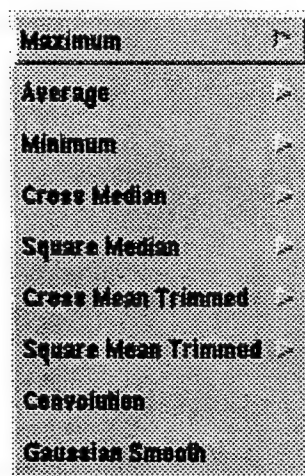 Maximum
Average
Minimum
Cross Median
Square Median
Cross Mean Trimmed
Square Mean Trimmed
Convolution
Gaussian Smooth